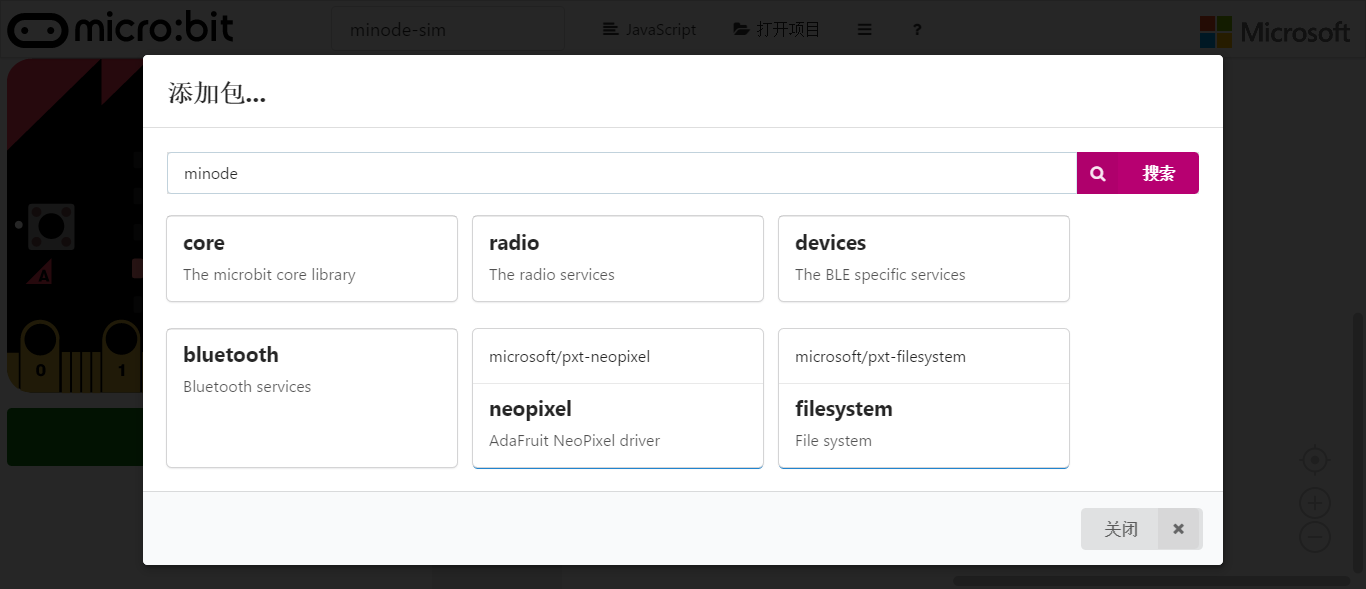 micro:bit
minode-sim
JavaScript
打开项目
?
Microsoft
添加包...
minode
搜索
core
The microbit core library
radio
The radio services
devices
The BLE specific services
bluetooth
Bluetooth services
microsoft/pxt-neopixel
neopixel
AdaFruit NeoPixel driver
microsoft/pxt-filesystem
filesystem
File system
A
0
1
关闭